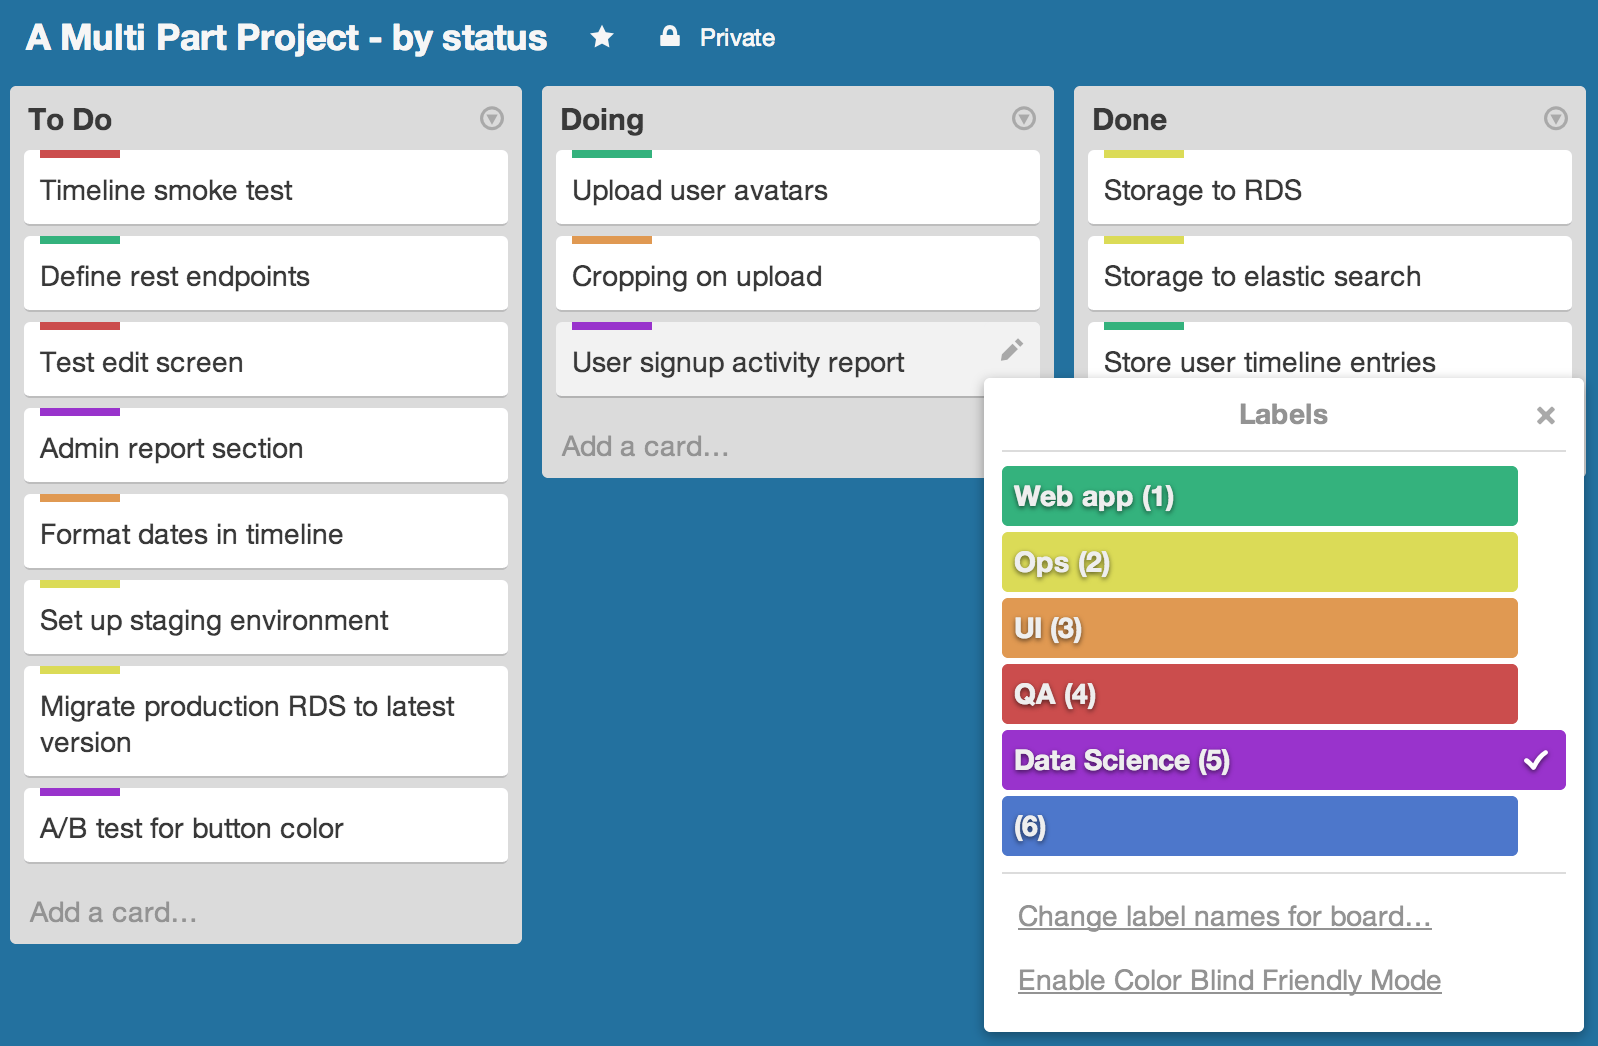 A Multi Part Project - by status
Private
To Do
Timeline smoke test
Define rest endpoints
Test edit screen
Admin report section
Format dates in timeline
Set up staging environment
Migrate production RDS to latest
version
A/B test for button color
Add a card...
Doing
Upload user avatars
Cropping on upload
User signup activity report
Add a card...
Done
Storage to RDS
Storage to elastic search
Store user timeline entries
Labels
Web app (1)
Ops (2)
UI (3)
QA (4)
Data Science (5)
(6)
Change label names for board...
Enable Color Blind Friendly Mode